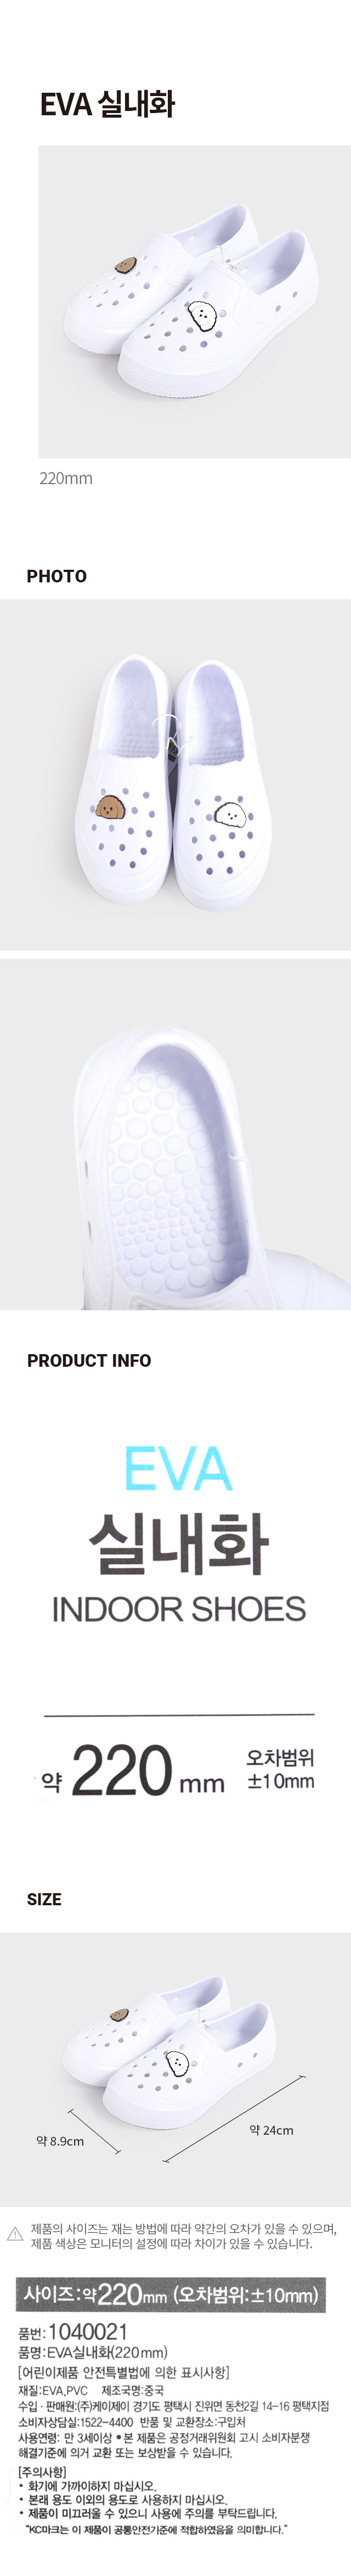 EVA 실내화
220mm
PHOTO
PRODUCT INFO
EVA
실내화
INDOOR SHOES
약 220 mm 오차범위 ±10mm
SIZE
약 8.9cm
약 24cm
제품의 사이즈는 재는 방법에 따라 약간의 오차가 있을 수 있으며,
제품 색상은 모니터의 설정에 따라 차이가 있을 수 있습니다.
사이즈:약220mm (오차범위:±10mm)
품번:1040021
품명:EVA실내화(220mm)
[어린이제품 안전특별법에 의한 표시사항]
재질:EVA,PVC 제조국명:중국
수입·판매원:(주)케이제이 경기도 평택시 진위면 동천2길 14-16 평택지점
소비자상담실:1522-4400 반품 및 교환장소:구입처
사용연령: 만 3세이상 •본 제품은 공정거래위원회 고시 소비자분쟁
해결기준에 의거 교환 또는 보상받을 수 있습니다.
[주의사항]
• 화기에 가까이하지 마십시오.
• 본래 용도 이외의 용도로 사용하지 마십시오.
• 제품이 미끄러울 수 있으니 사용에 주의를 부탁드립니다.
"KC마크는 이 제품이 공통안전기준에 적합하였음을 의미합니다."